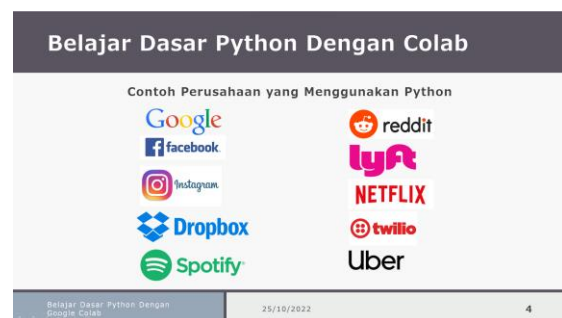 Belajar Dasar Python Dengan Colab
Contoh Perusahaan yang Menggunakan Python
Google
facebook.
Instagram
Dropbox
Spotify
reddit
lyft
NETFLIX
twilio
Uber
Belajar Dasar Python Dengan
Google Colab
25/10/2022
4